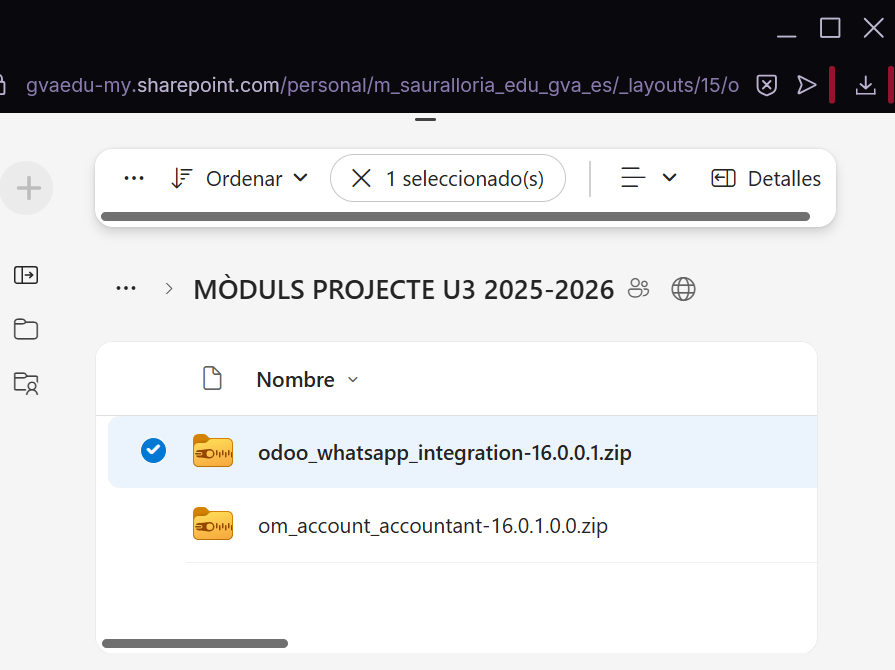 gvaedu-my.sharepoint.com/personal/m_sauralloria_edu_gva_es/_layouts/15/o
Ordenar
1 seleccionado(s)
Detalles
MÒDULS PROJECTE U3 2025-2026
Nombre
odoo_whatsapp_integration-16.0.0.1.zip
om_account_accountant-16.0.1.0.0.zip